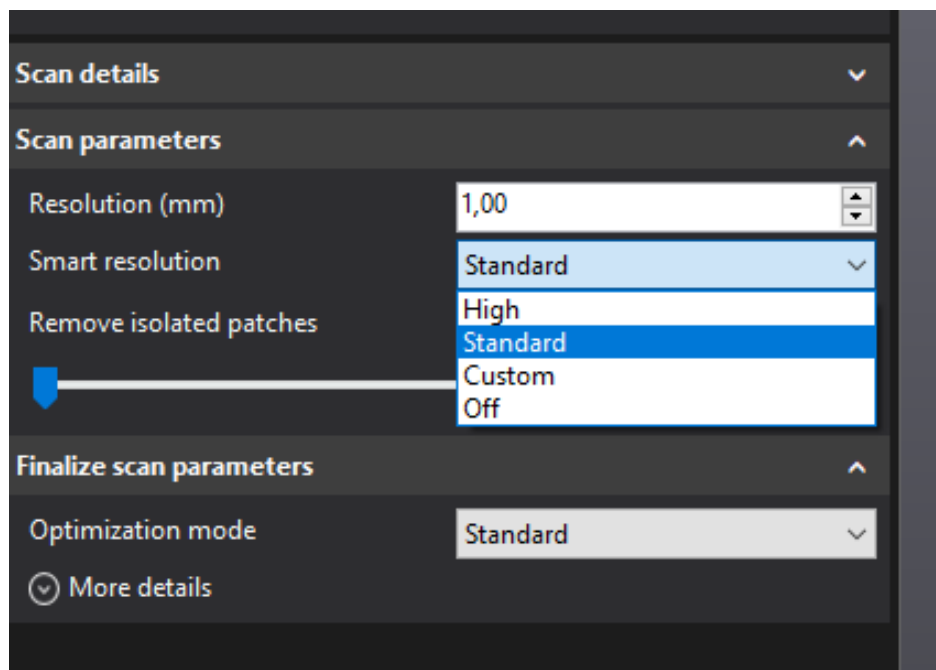 Scan details
Scan parameters
Resolution (mm) 1,00
Smart resolution Standard
High
Remove isolated patches
Standard
Custom
Off
Finalize scan parameters
Optimization mode Standard
More details